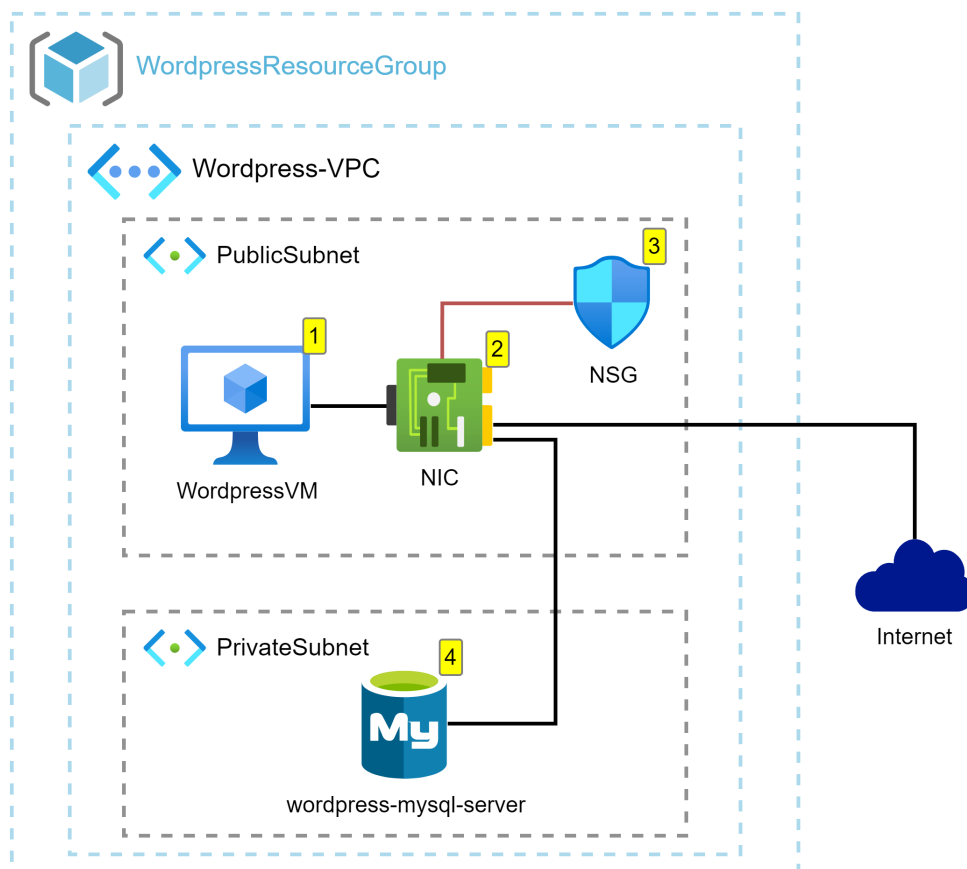 WordpressResourceGroup
Wordpress-VPC
PublicSubnet
3
1
2
NSG
NIC
WordpressVM
Internet
PrivateSubnet
4
My
wordpress-mysql-server